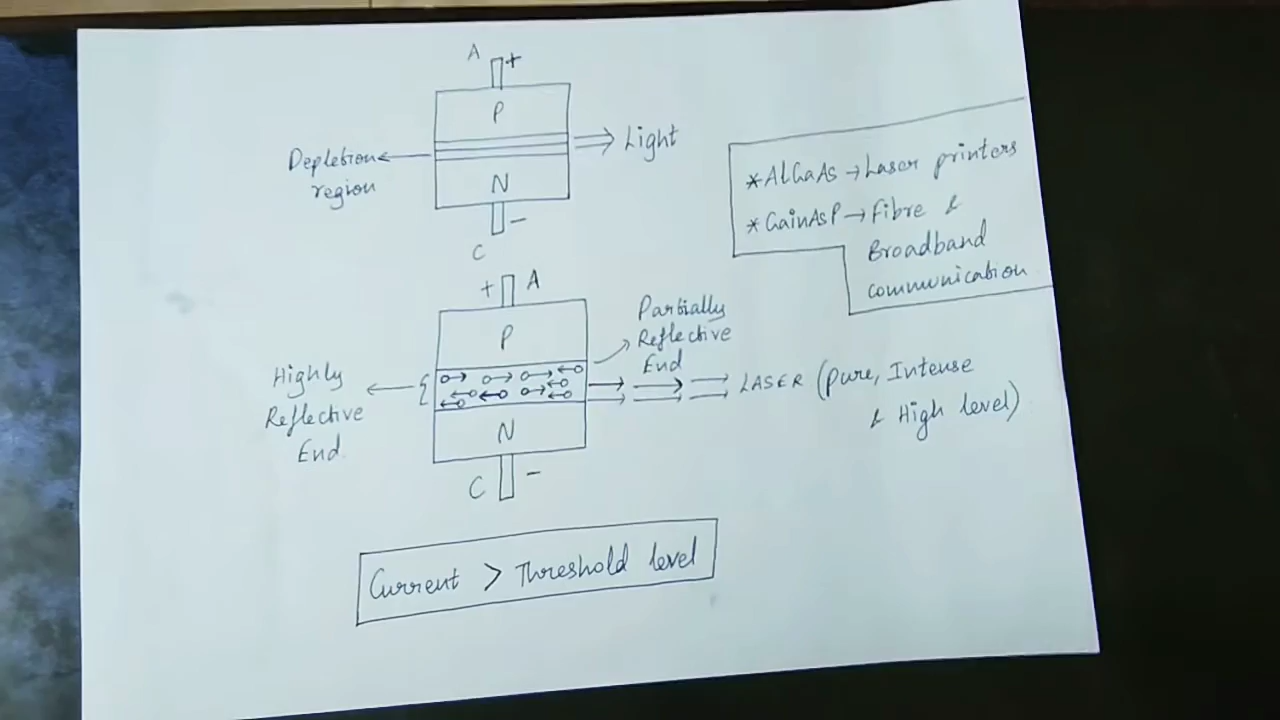 A +
P
Depletion
region
Light
N
-
C
*AlGaAs → Laser printers
*GainAsP → Fibre &
Broadband
communication
+ A
P
Partially
Reflective
End
Highly
Reflective
End
LASER (pure, Intense
& High level)
N
C -
Current > Threshold level